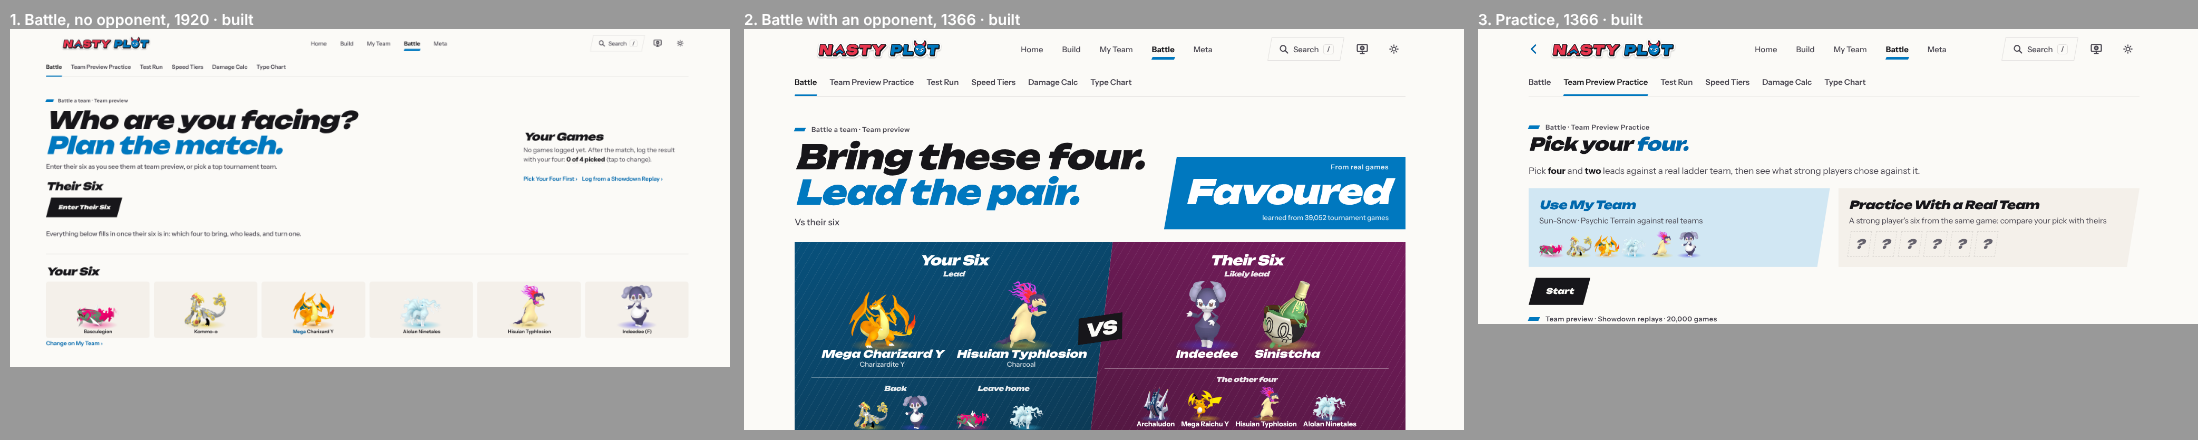 1. Battle, no opponent, 1920 · built
NASTY PLOT
Home Build My Team Battle Meta
Search /
Battle Team Preview Practice Test Run Speed Tiers Damage Calc Type Chart
Battle a team · Team preview
Who are you facing?
Plan the match.
Enter their six as you see them at team preview, or pick a top tournament team.
Their Six
Enter Their Six
Everything below fills in once their six is in: which four to bring, who leads, and turn one.
Your Games
No games logged yet. After the match, log the result
with your four: 0 of 4 picked (tap to change).
Pick Your Four First › Log from a Showdown Replay ›
Your Six
Basculegion Kommo-o Mega Charizard Y Alolan Ninetales Hisuian Typhlosion Indeedee (F)
Change on My Team ›
2. Battle with an opponent, 1366 · built
NASTY PLOT
Home Build My Team Battle Meta
Search /
Battle Team Preview Practice Test Run Speed Tiers Damage Calc Type Chart
Battle a team · Team preview
Bring these four.
Lead the pair.
Vs their six
From real games
Favoured
learned from 39,052 tournament games
Your Six
Lead
Mega Charizard Y Hisuian Typhlosion
Charizardite Y Charcoal
Back Leave home
VS
Their Six
Likely lead
Indeedee Sinistcha
The other four
Archaludon Mega Raichu Y Hisuian Typhlosion Alolan Ninetales
3. Practice, 1366 · built
NASTY PLOT
Home Build My Team Battle Meta
Search /
Battle Team Preview Practice Test Run Speed Tiers Damage Calc Type Chart
Battle · Team Preview Practice
Pick your four.
Pick four and two leads against a real ladder team, then see what strong players chose against it.
Use My Team
Sun-Snow · Psychic Terrain against real teams
Practice With a Real Team
A strong player's six from the same game: compare your pick with theirs
? ? ? ? ? ?
Start
Team preview · Showdown replays · 20,000 games